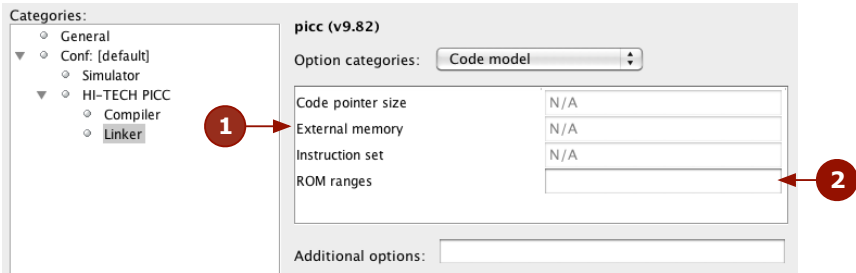 Categories:
General
Conf: [default]
Simulator
HI-TECH PICC
Compiler
Linker
picc (v9.82)
Option categories: Code model
Code pointer size N/A
1 External memory N/A
Instruction set N/A
ROM ranges 2
Additional options: